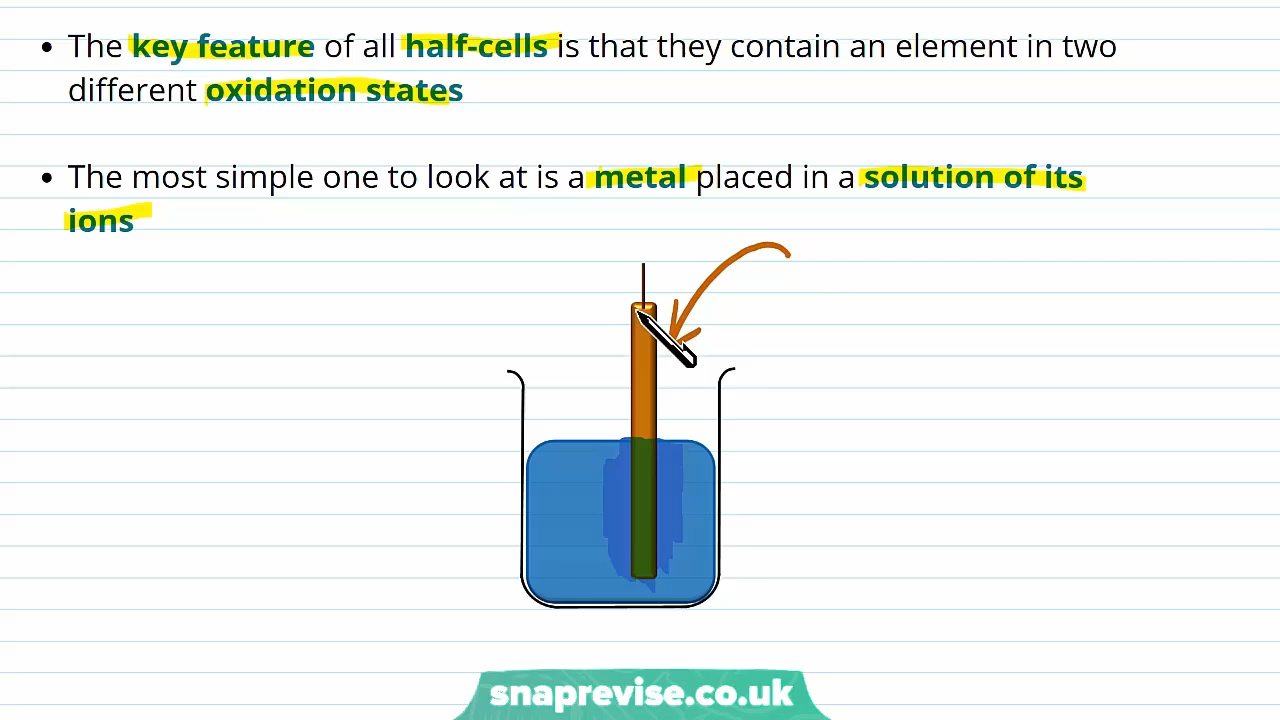 • The key feature of all half-cells is that they contain an element in two
different oxidation states
• The most simple one to look at is a metal placed in a solution of its
ions
snaprevise.co.uk